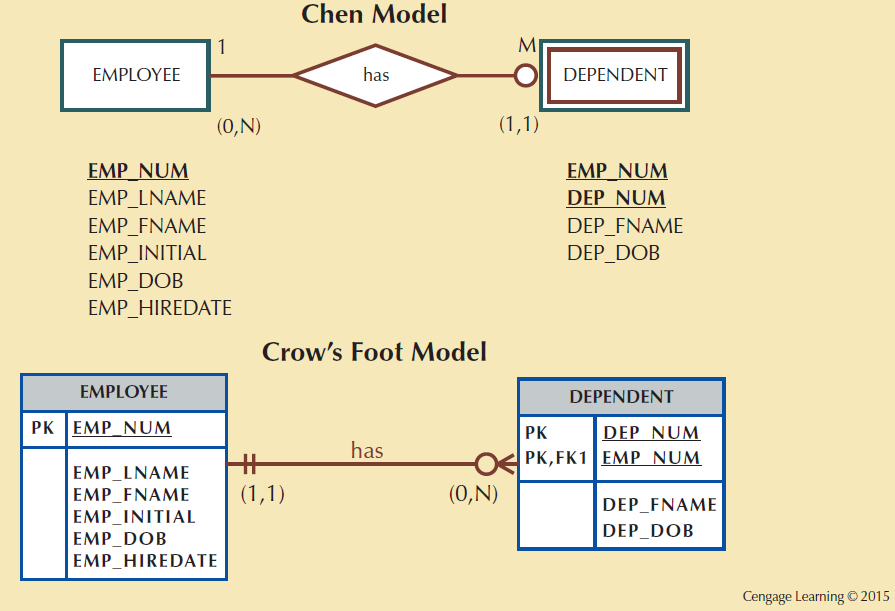 Chen Model
1
M
EMPLOYEE
has
DEPENDENT
(0,N)
(1,1)
EMP_NUM
EMP_LNAME
EMP_FNAME
EMP_INITIAL
EMP_DOB
EMP_HIREDATE
EMP_NUM
DEP_NUM
DEP_FNAME
DEP_DOB
Crow's Foot Model
EMPLOYEE
PK EMP_NUM
EMP_LNAME
EMP_FNAME
EMP_INITIAL
EMP_DOB
EMP_HIREDATE
has
(1,1)
(0,N)
DEPENDENT
PK DEP_NUM
PK,FK1 EMP_NUM
DEP_FNAME
DEP_DOB
Cengage Learning © 2015